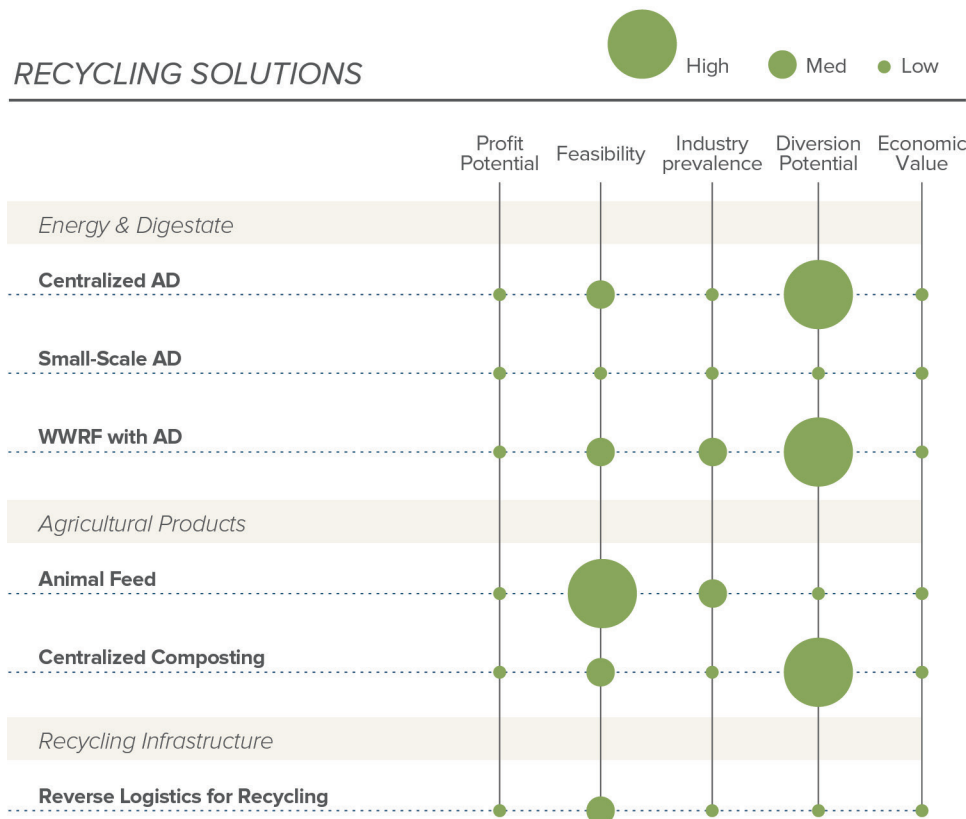 RECYCLING SOLUTIONS
High
Med
Low
Profit
Potential
Feasibility
Industry
prevalence
Diversion
Potential
Economic
Value
Energy & Digestate
Centralized AD
Small-Scale AD
WWRF with AD
Agricultural Products
Animal Feed
Centralized Composting
Recycling Infrastructure
Reverse Logistics for Recycling